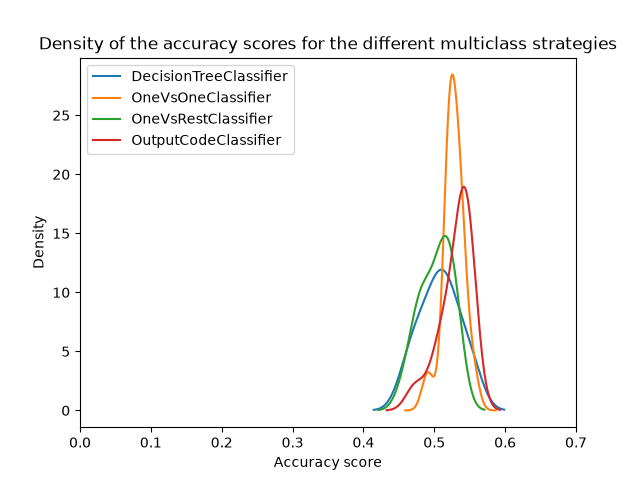 Density of the accuracy scores for the different multiclass strategies
DecisionTreeClassifier
OneVsOneClassifier
OneVsRestClassifier
OutputCodeClassifier
Density
25
20
15
10
5
0
0.0 0.1 0.2 0.3 0.4 0.5 0.6 0.7
Accuracy score